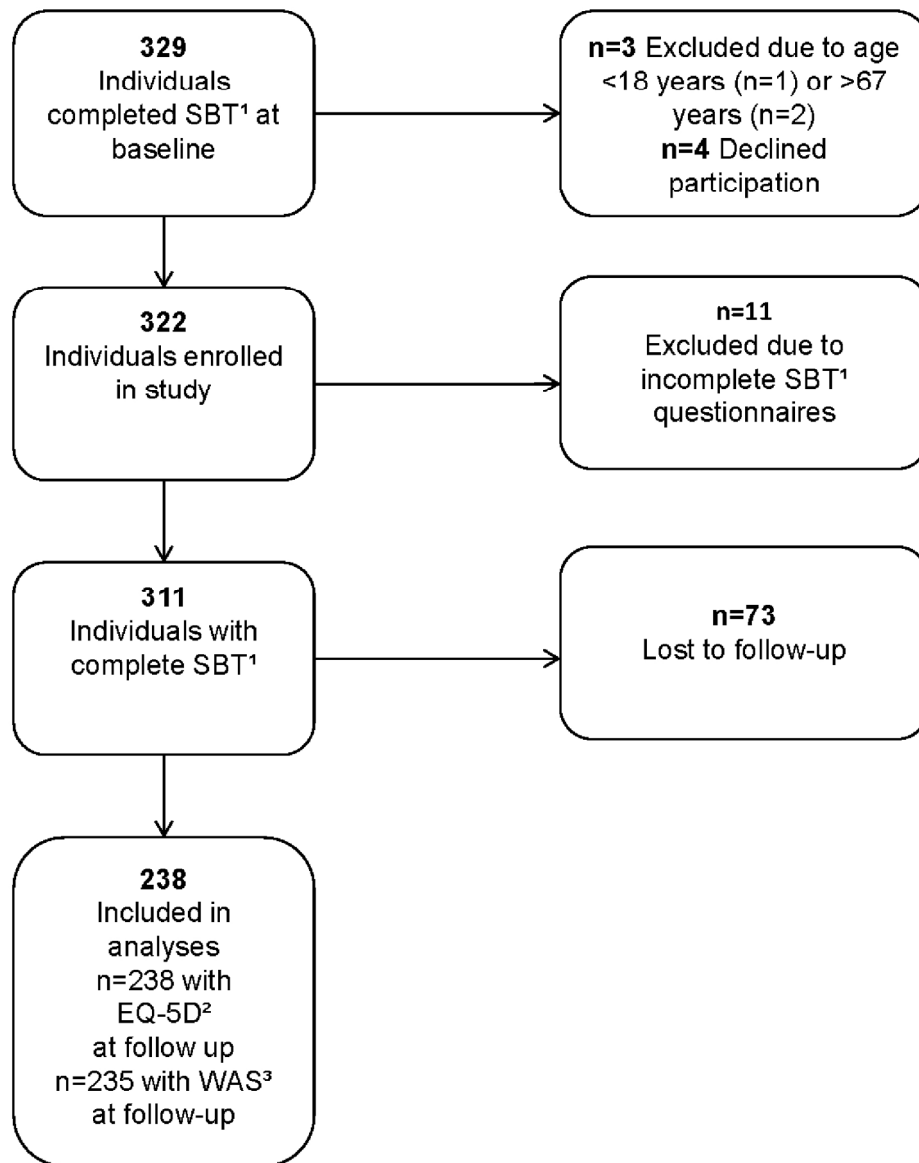 329
Individuals
completed SBT¹ at
baseline
n=3 Excluded due to age
<18 years (n=1) or >67
years (n=2)
n=4 Declined
participation
322
Individuals enrolled
in study
n=11
Excluded due to
incomplete SBT¹
questionnaires
311
Individuals with
complete SBT¹
n=73
Lost to follow-up
238
Included in
analyses
n=238 with
EQ-5D²
at follow up
n=235 with WAS³
at follow-up